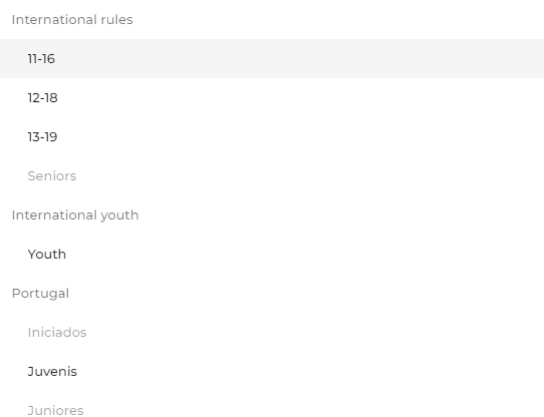 International rules
11-16
12-18
13-19
Seniors
International youth
Youth
Portugal
Iniciados
Juvenis
Juniores